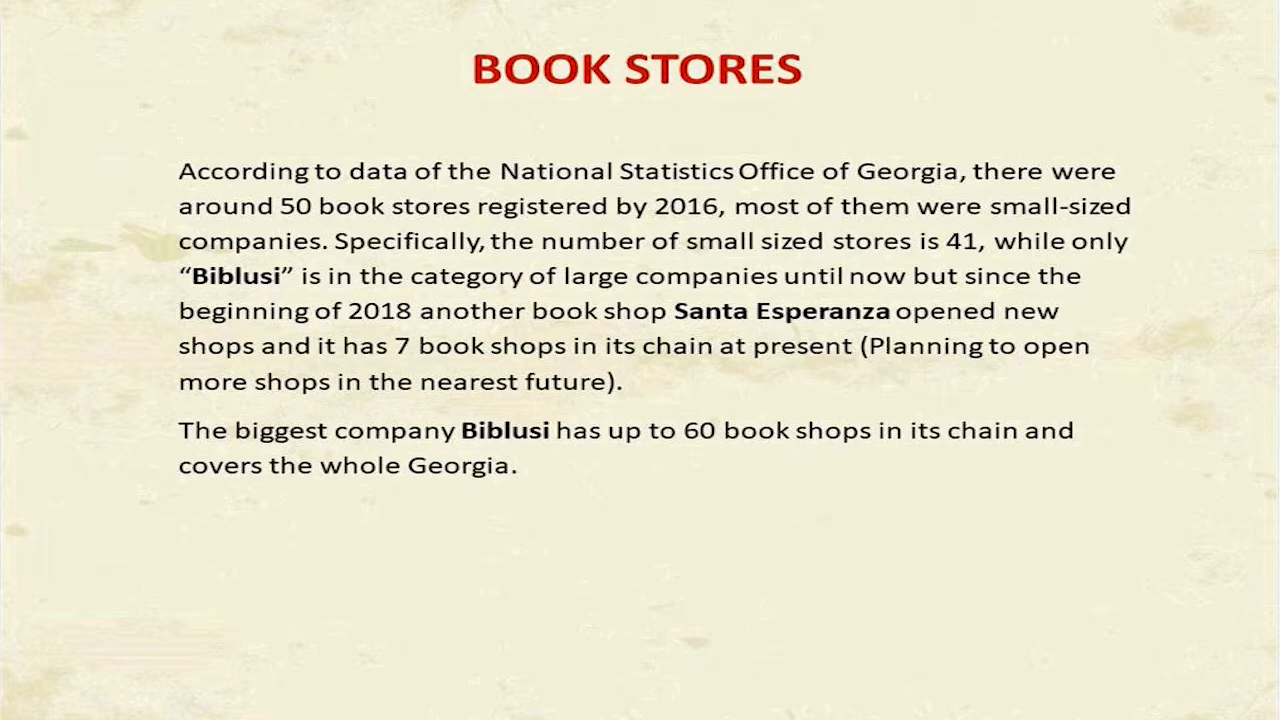 BOOK STORES
According to data of the National Statistics Office of Georgia, there were
around 50 book stores registered by 2016, most of them were small-sized
companies. Specifically, the number of small sized stores is 41, while only
“Biblusi” is in the category of large companies until now but since the
beginning of 2018 another book shop Santa Esperanza opened new
shops and it has 7 book shops in its chain at present (Planning to open
more shops in the nearest future).
The biggest company Biblusi has up to 60 book shops in its chain and
covers the whole Georgia.